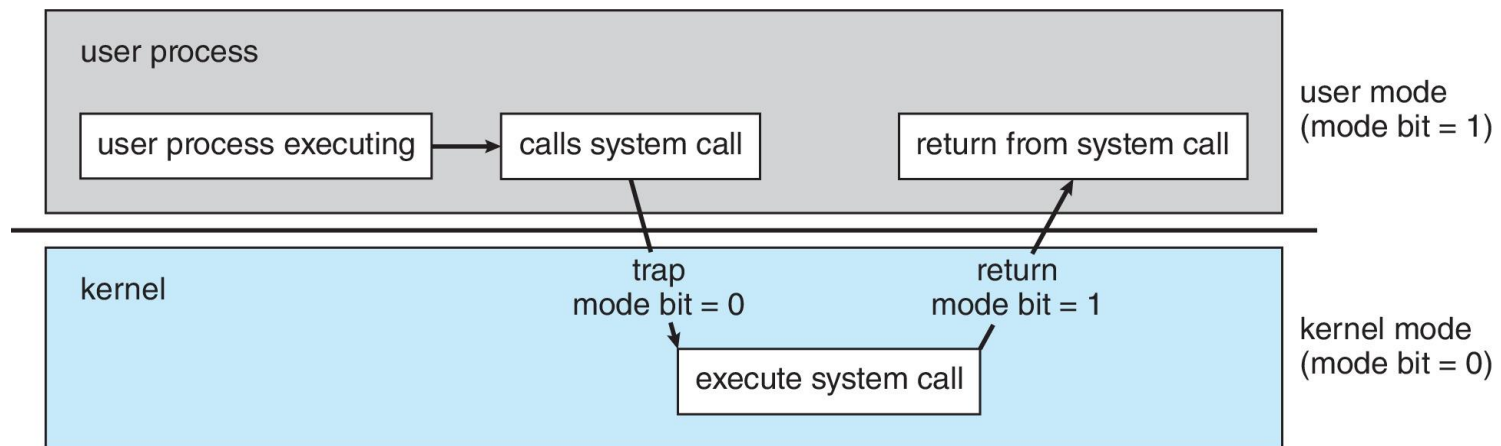 user process
user process executing
calls system call
return from system call
user mode
(mode bit = 1)
kernel
trap
mode bit = 0
return
mode bit = 1
execute system call
kernel mode
(mode bit = 0)